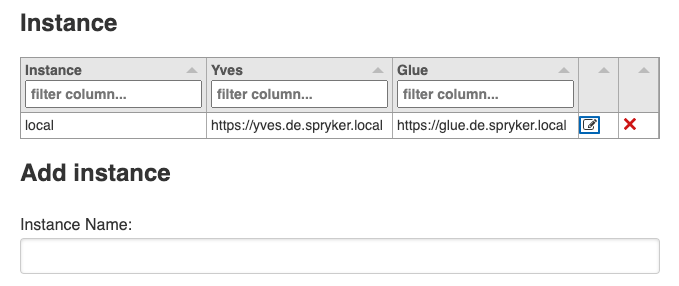 Instance
Instance Yves Glue
filter column... filter column... filter column...
local https://yves.de.spryker.local https://glue.de.spryker.local
Add instance
Instance Name: